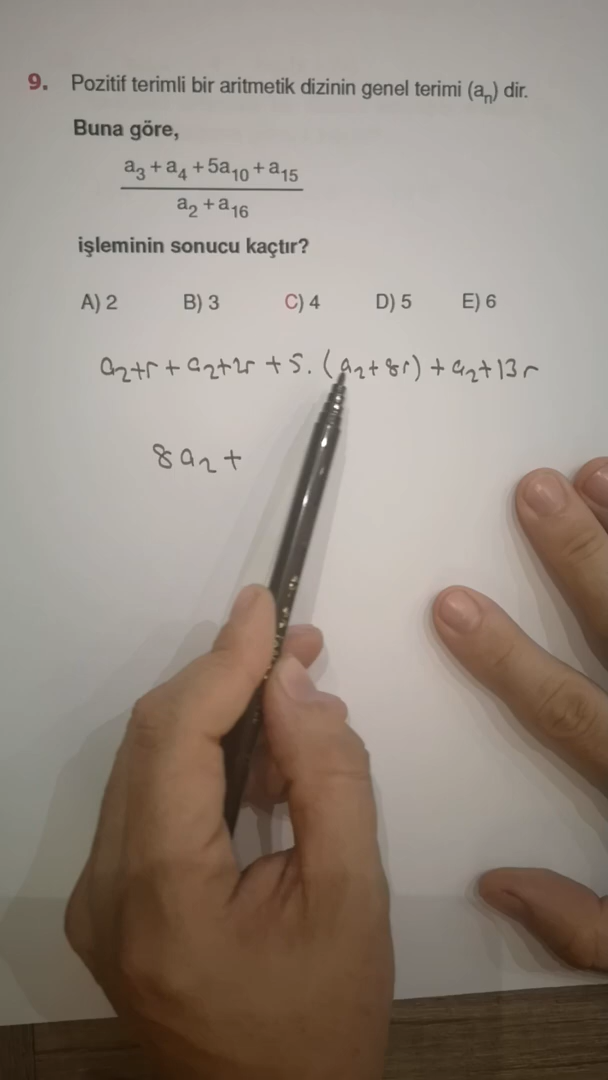 9. Pozitif terimli bir aritmetik dizinin genel terimi (aₙ) dir.
Buna göre,
a₃ + a₄ + 5a₁₀ + a₁₅
a₂ + a₁₆
işleminin sonucu kaçtır?
A) 2 B) 3 C) 4 D) 5 E) 6
a₂+r + a₂+2r + 5. (a₂+8r) + a₂+13r
8a₂ +